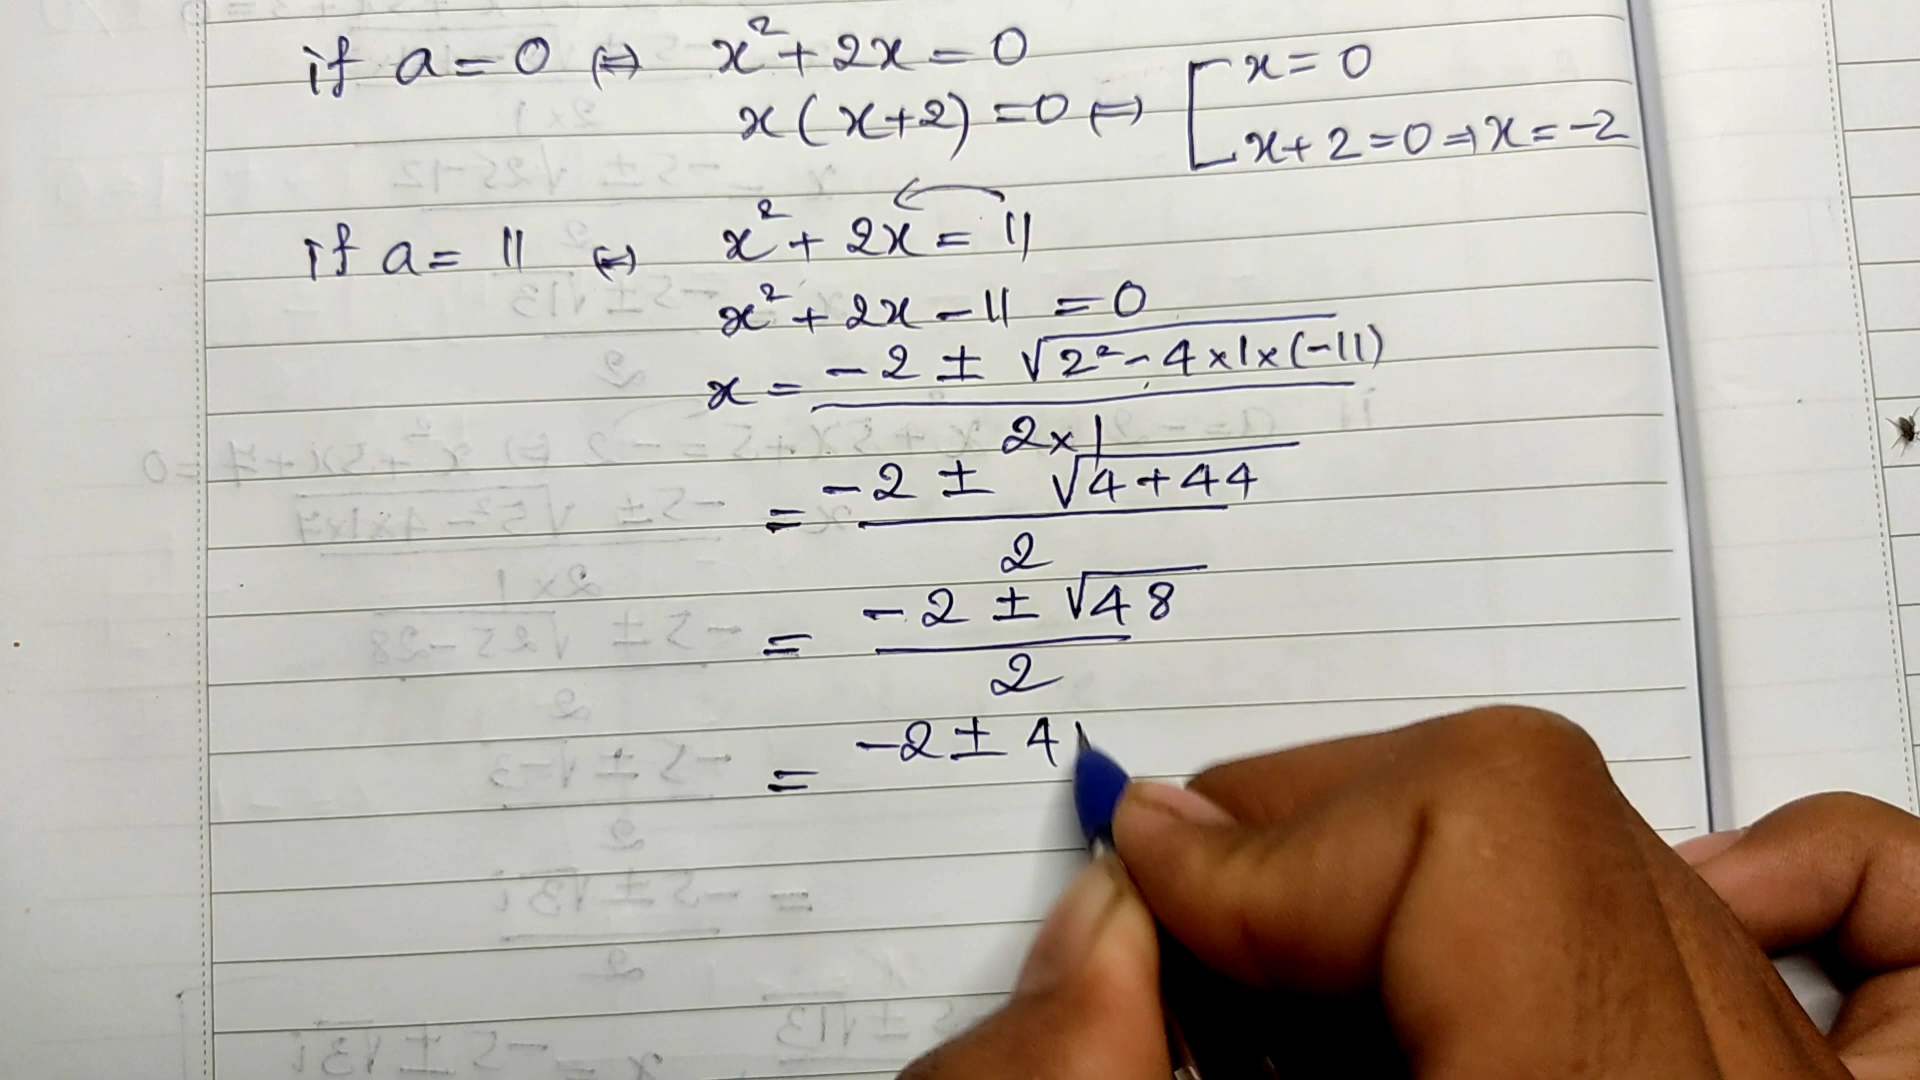 if a = 0 ⇔ x² + 2x = 0
x(x+2) = 0 ⇔ [ x = 0
x + 2 = 0 ⇒ x = -2
if a = 11 ⇔ x² + 2x = 11
x² + 2x - 11 = 0
x = (-2 ± √(2² - 4×1×(-11))) / (2×1)
= (-2 ± √(4+44)) / 2
= (-2 ± √48) / 2
= -2 ± 4